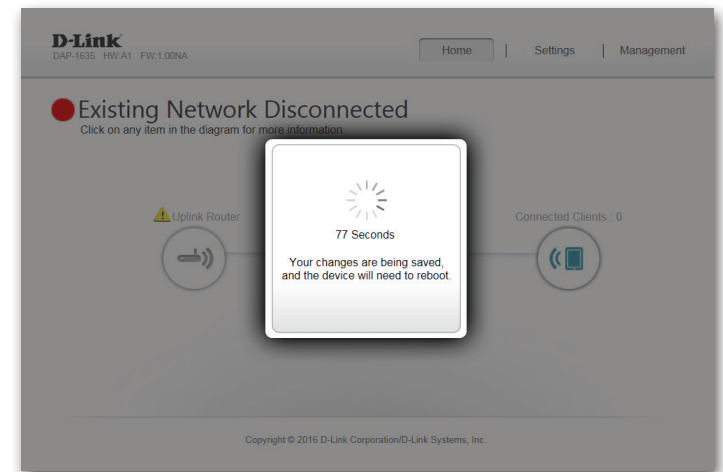 D-Link
DAP-1635 HW:A1 FW:1.00NA
Home | Settings | Management
Existing Network Disconnected
Click on any item in the diagram for more information.
Uplink Router
Connected Clients : 0
77 Seconds
Your changes are being saved,
and the device will need to reboot.
Copyright © 2016 D-Link Corporation/D-Link Systems, Inc.